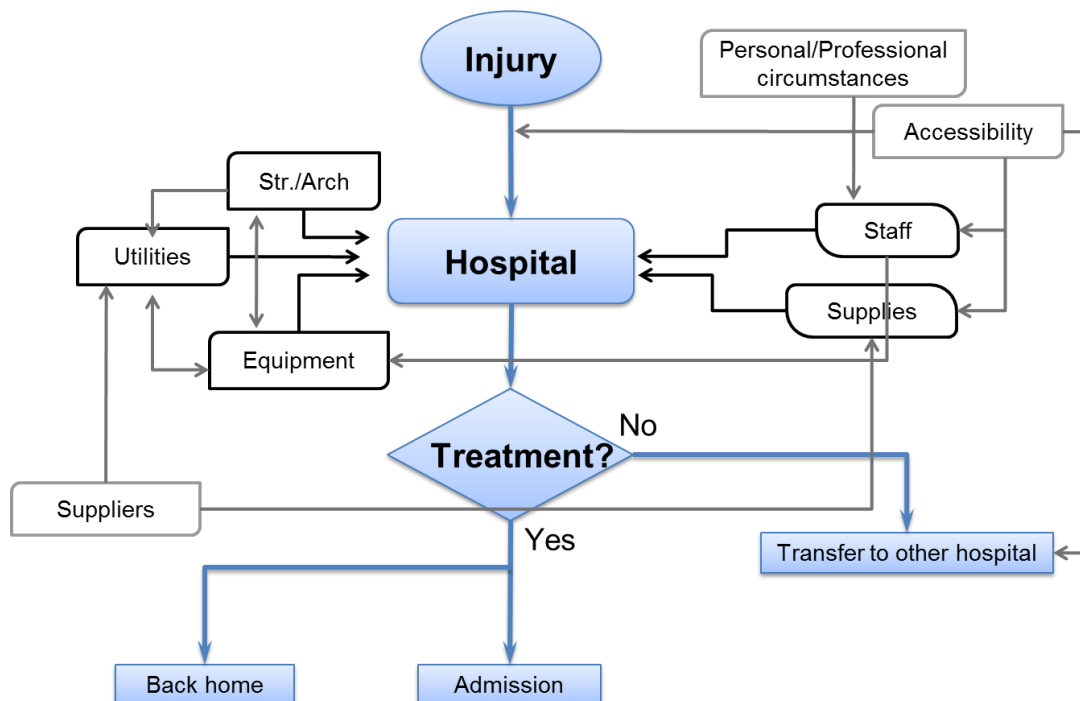 Injury
Personal/Professional
circumstances
Accessibility
Str./Arch
Staff
Utilities
Hospital
Supplies
Equipment
No
Treatment?
Suppliers
Yes
Transfer to other hospital
Back home
Admission